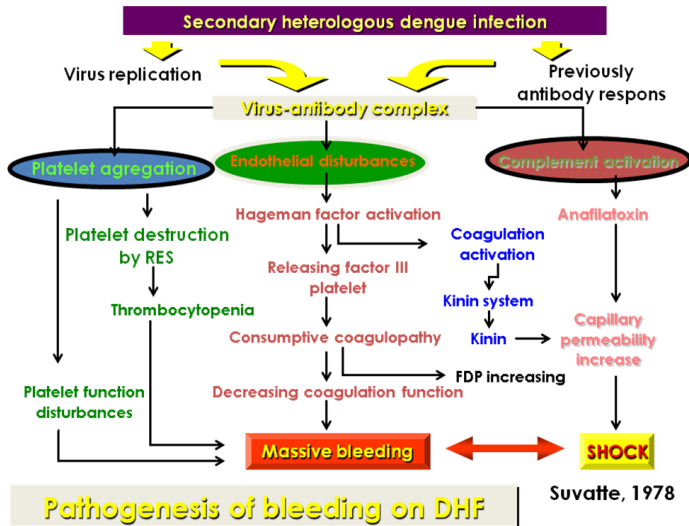 Secondary heterologous dengue infection
Virus replication
Previously
antibody respons
Virus-antibody complex
Platelet agregation
Endothelial disturbances
Complement activation
Hageman factor activation
Anafilatoxin
Platelet destruction
by RES
Coagulation
activation
Releasing factor III
platelet
Thrombocytopenia
Kinin system
Consumptive coagulopathy
Kinin
Capillary
permeability
increase
Platelet function
disturbances
FDP increasing
Decreasing coagulation function
Massive bleeding
SHOCK
Suvatte, 1978
Pathogenesis of bleeding on DHF